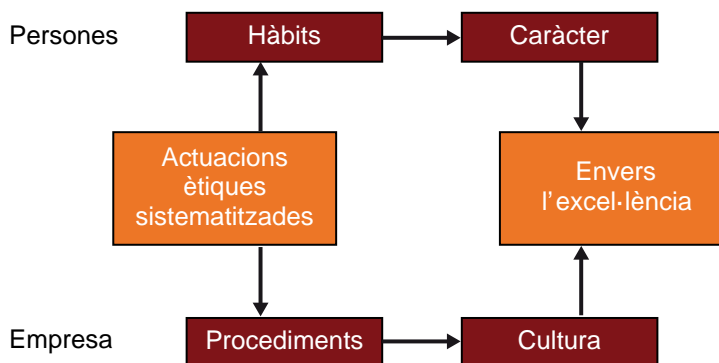 Persones
Hàbits
Caràcter
Actuacions
ètiques
sistematitzades
Envers
l’excel·lència
Empresa
Procediments
Cultura